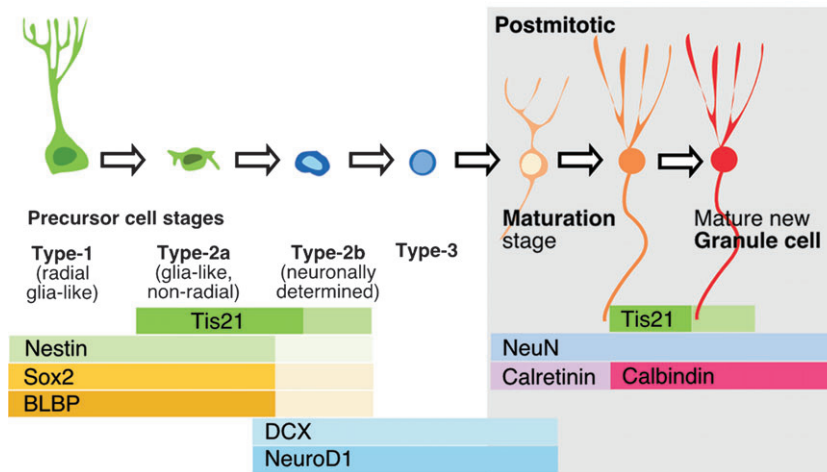 Postmitotic
Precursor cell stages
Type-1
(radial
glia-like)
Type-2a
(glia-like,
non-radial)
Type-2b
(neuronally
determined)
Type-3
Maturation
stage
Mature new
Granule cell
Tis21
Tis21
Nestin
NeuN
Sox2
Calretinin
Calbindin
BLBP
DCX
NeuroD1